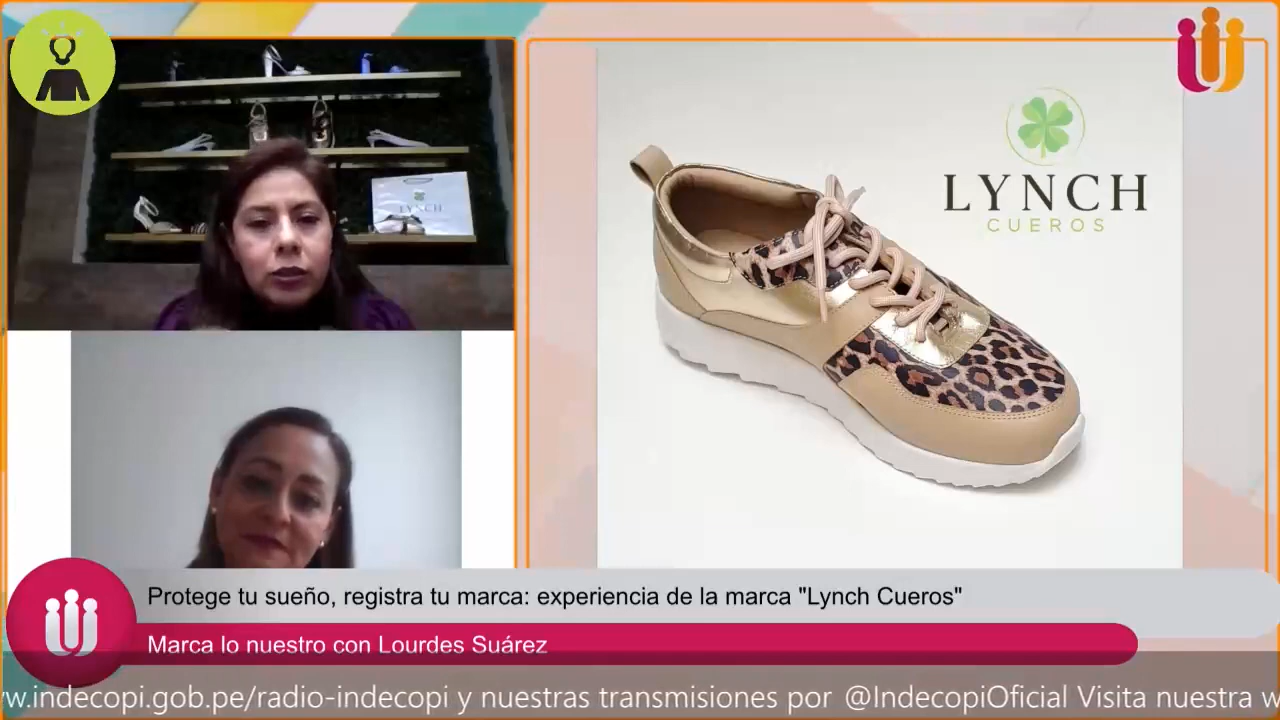 LYNCH
LYNCH
CUEROS
Protege tu sueño, registra tu marca: experiencia de la marca "Lynch Cueros"
Marca lo nuestro con Lourdes Suárez
w.indecopi.gob.pe/radio-indecopi y nuestras transmisiones por @IndecopiOficial Visita nuestra w